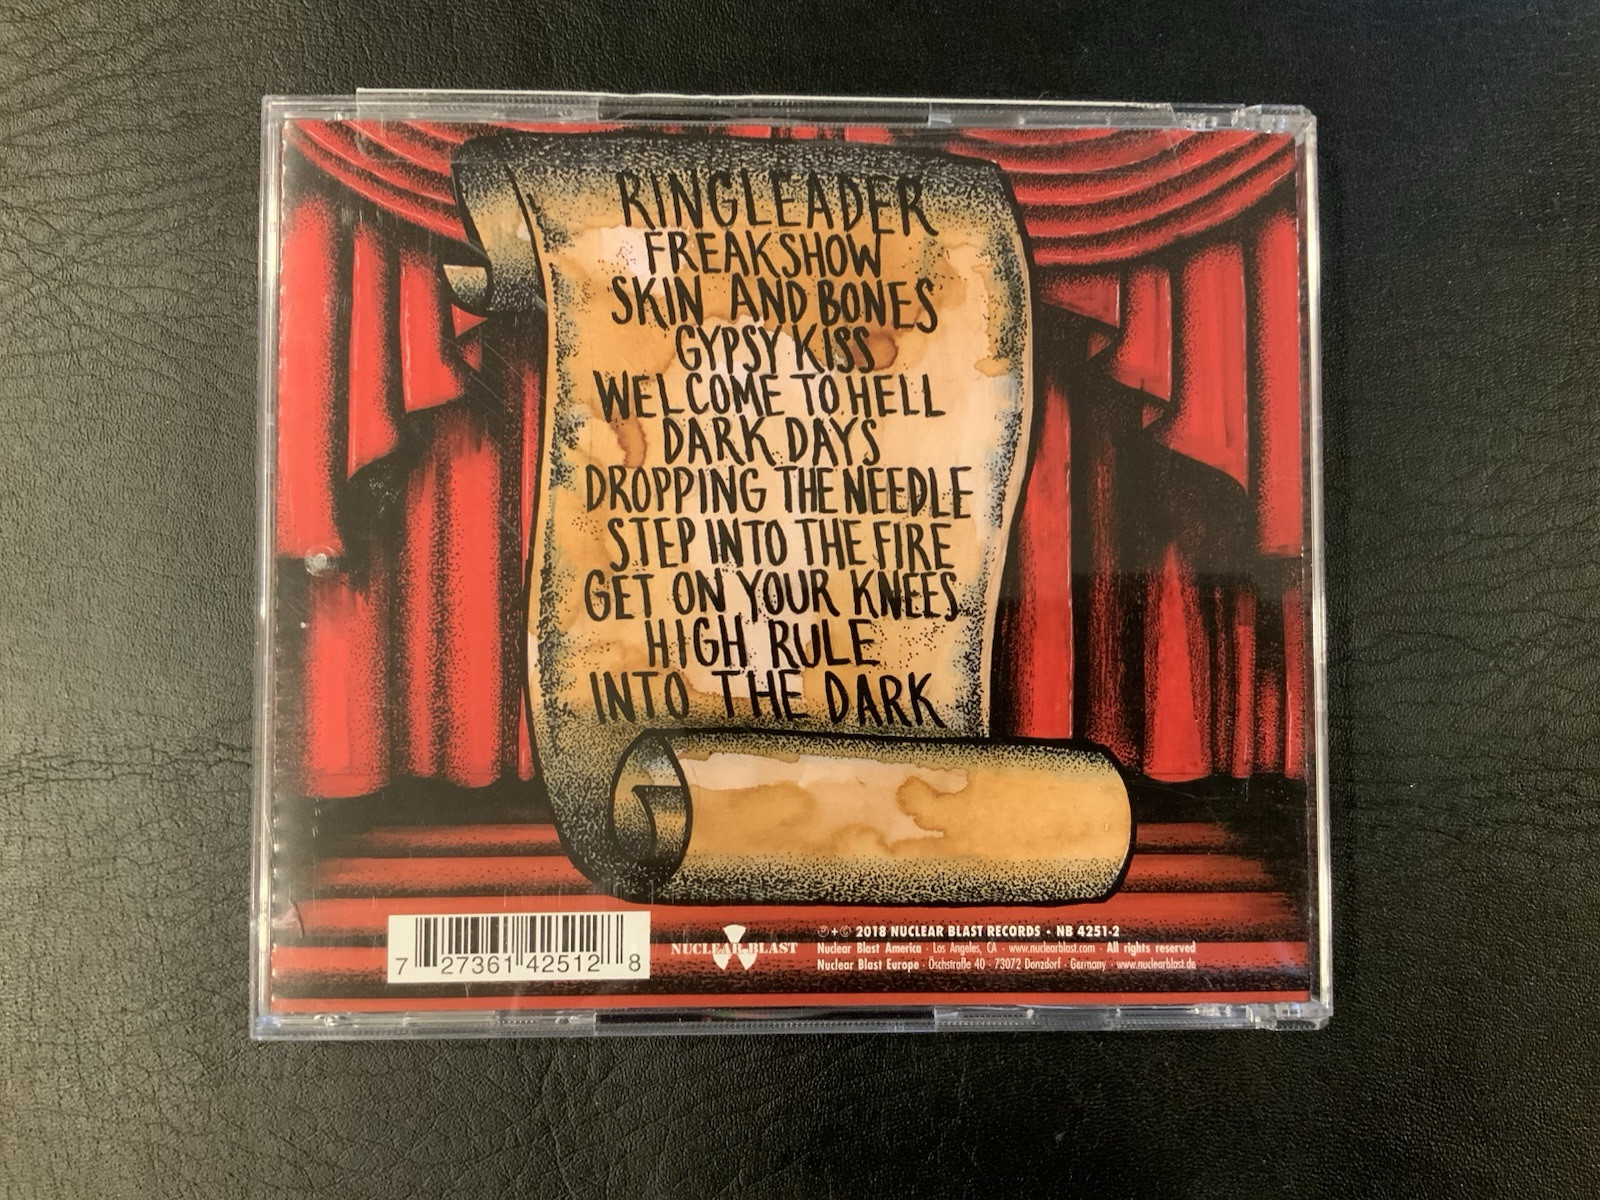 RINGLEADER
FREAKSHOW
SKIN AND BONES
GYPSY KISS
WELCOME TO HELL
DARK DAYS
DROPPING THE NEEDLE
STEP INTO THE FIRE
GET ON YOUR KNEES
HIGH RULE
INTO THE DARK
7 27361 42512 8
NUCLEAR BLAST
℗+© 2018 NUCLEAR BLAST RECORDS • NB 4251-2
Nuclear Blast America · Los Angeles, CA · www.nuclearblast.com · All rights reserved
Nuclear Blast Europe · Öschstraße 40 · 73072 Donzdorf · Germany · www.nuclearblast.de